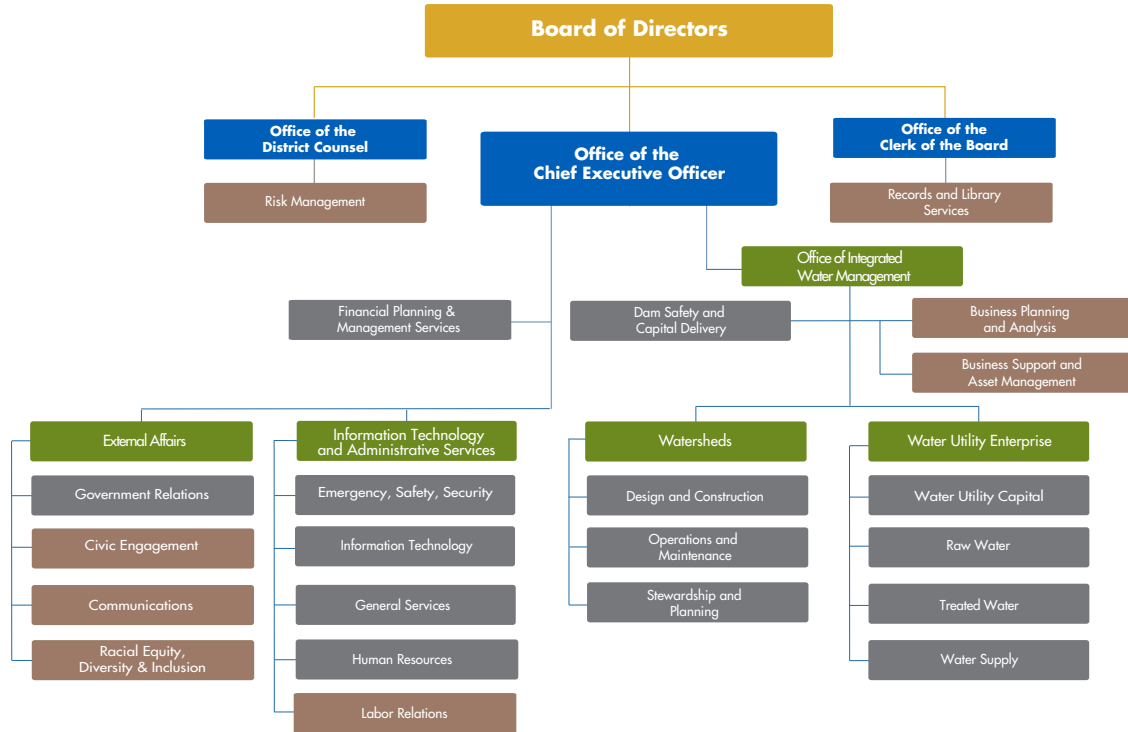 Board of Directors
Office of the
District Counsel
Office of the
Chief Executive Officer
Office of the
Clerk of the Board
Risk Management
Records and Library
Services
Office of Integrated
Water Management
Financial Planning &
Management Services
Dam Safety and
Capital Delivery
Business Planning
and Analysis
Business Support and
Asset Management
External Affairs
Government Relations
Civic Engagement
Communications
Racial Equity,
Diversity & Inclusion
Information Technology
and Administrative Services
Emergency, Safety, Security
Information Technology
General Services
Human Resources
Labor Relations
Watersheds
Design and Construction
Operations and
Maintenance
Stewardship and
Planning
Water Utility Enterprise
Water Utility Capital
Raw Water
Treated Water
Water Supply